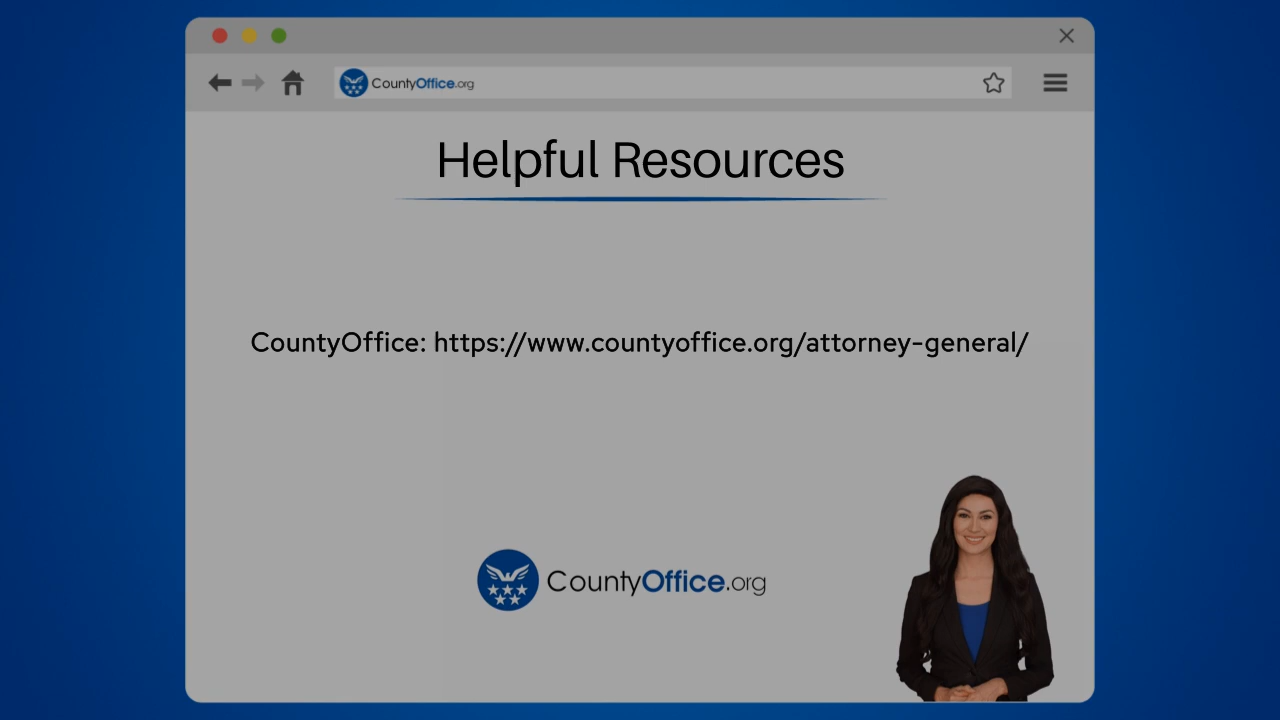 CountyOffice.org
Helpful Resources
CountyOffice: https://www.countyoffice.org/attorney-general/
CountyOffice.org